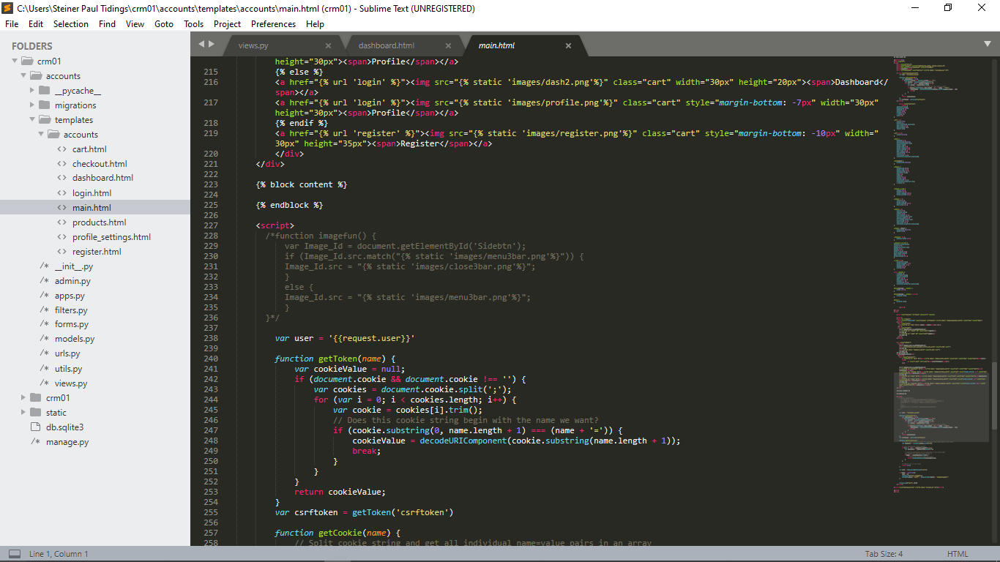 C:\Users\Steiner Paul Tidings\crm01\accounts\templates\accounts\main.html (crm01) - Sublime Text (UNREGISTERED)
File Edit Selection Find View Goto Tools Project Preferences Help
FOLDERS
crm01
accounts
__pycache__
migrations
templates
accounts
cart.html
checkout.html
dashboard.html
login.html
main.html
products.html
profile_settings.html
register.html
__init__.py
admin.py
apps.py
filters.py
forms.py
models.py
urls.py
utils.py
views.py
crm01
static
db.sqlite3
manage.py
views.py dashboard.html main.html
height="30px"><span>Profile</span></a>
215 {% else %}
216 <a href="{% url 'login' %}"><img src="{% static 'images/dash2.png'%}" class="cart" width="30px" height="20px"><span>Dashboard</
span></a>
217 <a href="{% url 'login' %}"><img src="{% static 'images/profile.png'%}" class="cart" style="margin-bottom: -7px" width="30px"
height="30px"><span>Profile</span></a>
218 {% endif %}
219 <a href="{% url 'register' %}"><img src="{% static 'images/register.png'%}" class="cart" style="margin-bottom: -10px" width="
30px" height="35px"><span>Register</span></a>
220 </div>
221 </div>
222
223 {% block content %}
224
225 {% endblock %}
226
227 <script>
228 /*function imagefun() {
229 var Image_Id = document.getElementById('Sidebtn');
230 if (Image_Id.src.match("{% static 'images/menu3bar.png'%}")) {
231 Image_Id.src = "{% static 'images/close3bar.png'%}";
232 }
233 else {
234 Image_Id.src = "{% static 'images/menu3bar.png'%}";
235 }
236 }*/
237
238 var user = '{{request.user}}'
239
240 function getToken(name) {
241 var cookieValue = null;
242 if (document.cookie && document.cookie !== '') {
243 var cookies = document.cookie.split(';');
244 for (var i = 0; i < cookies.length; i++) {
245 var cookie = cookies[i].trim();
246 // Does this cookie string begin with the name we want?
247 if (cookie.substring(0, name.length + 1) === (name + '=')) {
248 cookieValue = decodeURIComponent(cookie.substring(name.length + 1));
249 break;
250 }
251 }
252 }
253 return cookieValue;
254 }
255 var csrftoken = getToken('csrftoken')
256
257 function getCookie(name) {
258 // Split cookie string and get all individual name=value pairs in an array
Line 1, Column 1 Tab Size: 4 HTML